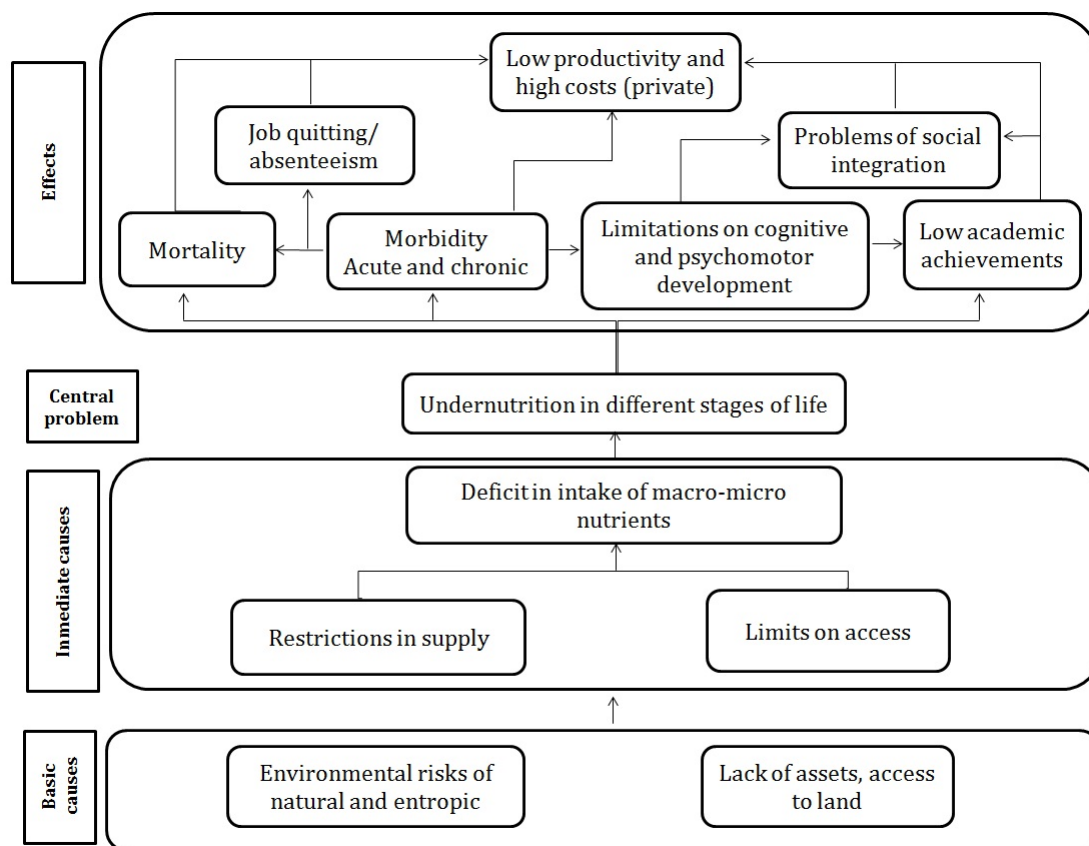 Effects
Low productivity and
high costs (private)
Job quitting/
absenteeism
Problems of social
integration
Mortality
Morbidity
Acute and chronic
Limitations on cognitive
and psychomotor
development
Low academic
achievements
Central
problem
Undernutrition in different stages of life
Inmediate causes
Deficit in intake of macro-micro
nutrients
Restrictions in supply
Limits on access
Basic
causes
Environmental risks of
natural and entropic
Lack of assets, access
to land